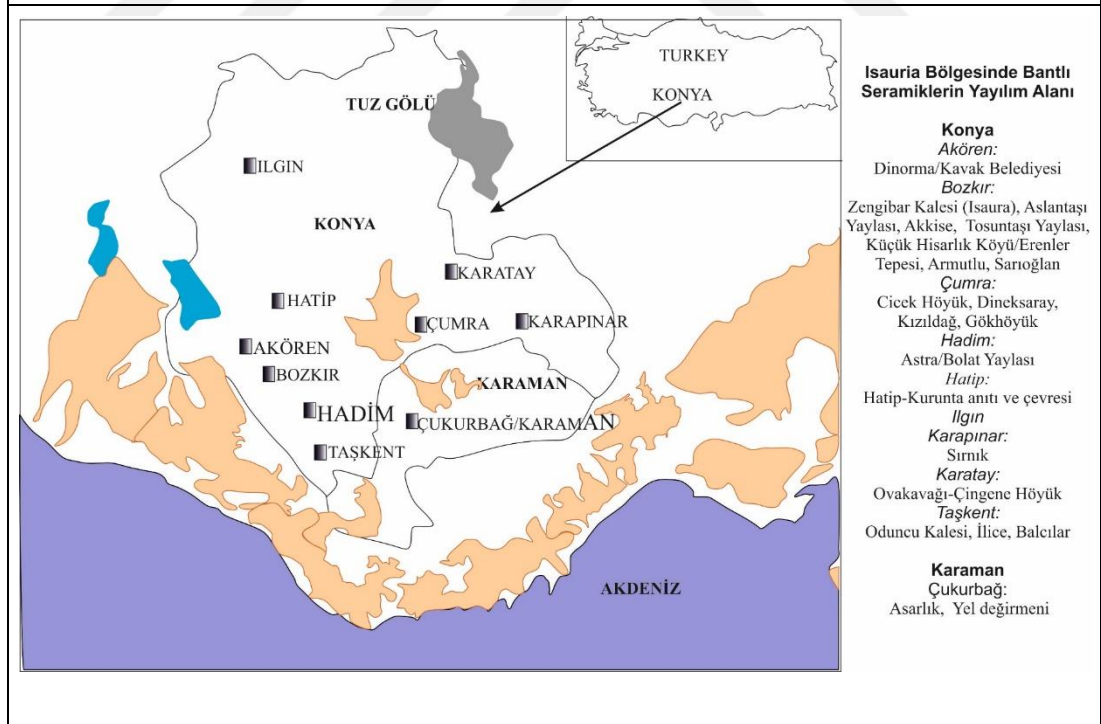 TURKEY
KONYA
TUZ GÖLÜ
ILGIN
KONYA
KARATAY
HATİP
ÇUMRA
KARAPINAR
AKÖREN
BOZKIR
KARAMAN
HADİM
ÇUKURBAĞ/KARAMAN
TAŞKENT
AKDENİZ
Isauria Bölgesinde Bantlı
Seramiklerin Yayılım Alanı
Konya
Akören:
Dinorma/Kavak Belediyesi
Bozkır:
Zengibar Kalesi (Isaura), Aslantaşı
Yaylası, Akkise, Tosuntaşı Yaylası,
Küçük Hisarlık Köyü/Erenler
Tepesi, Armutlu, Sarıoğlan
Çumra:
Cicek Höyük, Dineksaray,
Kızıldağ, Gökhöyük
Hadim:
Astra/Bolat Yaylası
Hatip:
Hatip-Kurunta anıtı ve çevresi
Ilgın
Karapınar:
Sırnık
Karatay:
Ovakavağı-Çingene Höyük
Taşkent:
Oduncu Kalesi, İlice, Balcılar
Karaman
Çukurbağ:
Asarlık, Yel değirmeni